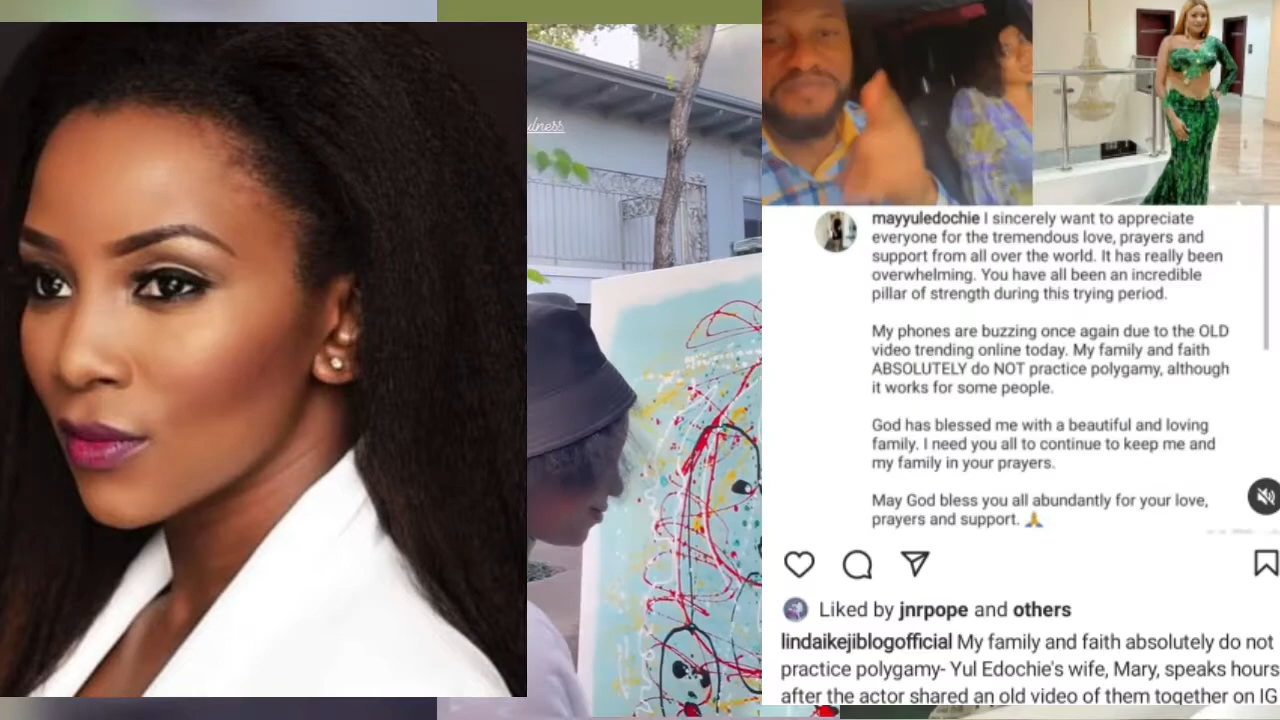 mayyuledochie I sincerely want to appreciate
everyone for the tremendous love, prayers and
support from all over the world. It has really been
overwhelming. You have all been an incredible
pillar of strength during this trying period.
My phones are buzzing once again due to the OLD
video trending online today. My family and faith
ABSOLUTELY do NOT practice polygamy, although
it works for some people.
God has blessed me with a beautiful and loving
family. I need you all to continue to keep me and
my family in your prayers.
May God bless you all abundantly for your love,
prayers and support. 🙏
Liked by jnrpope and others
lindaikejiblogofficial My family and faith absolutely do not
practice polygamy- Yul Edochie's wife, Mary, speaks hours
after the actor shared an old video of them together on IG